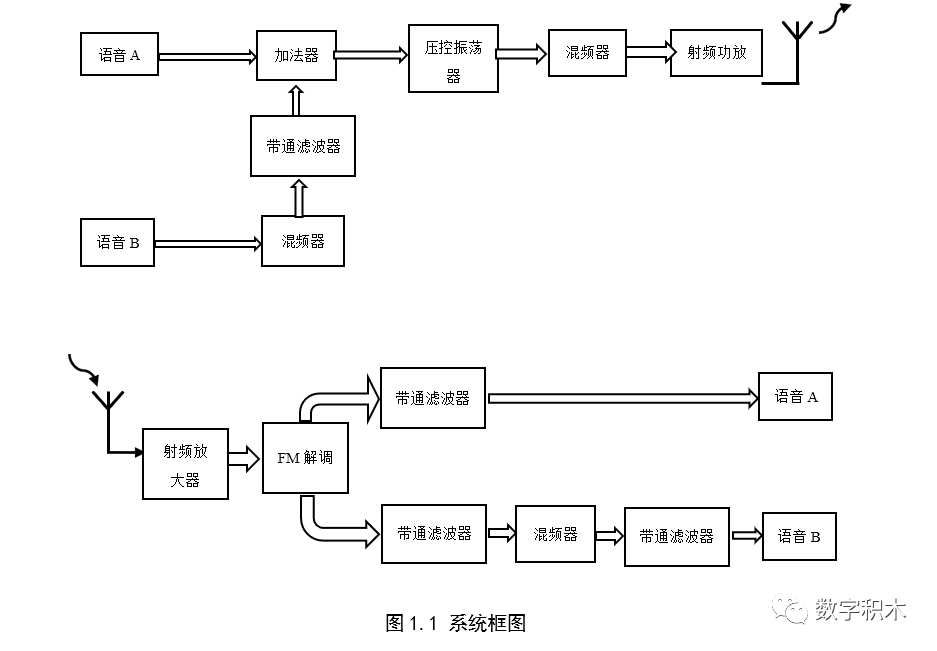 语音 A
加法器
压控振荡
器
混频器
射频功放
带通滤波器
语音 B
混频器
射频放
大器
FM 解调
带通滤波器
语音 A
带通滤波器
混频器
带通滤波器
语音 B
图1.1 系统框图
数字积木